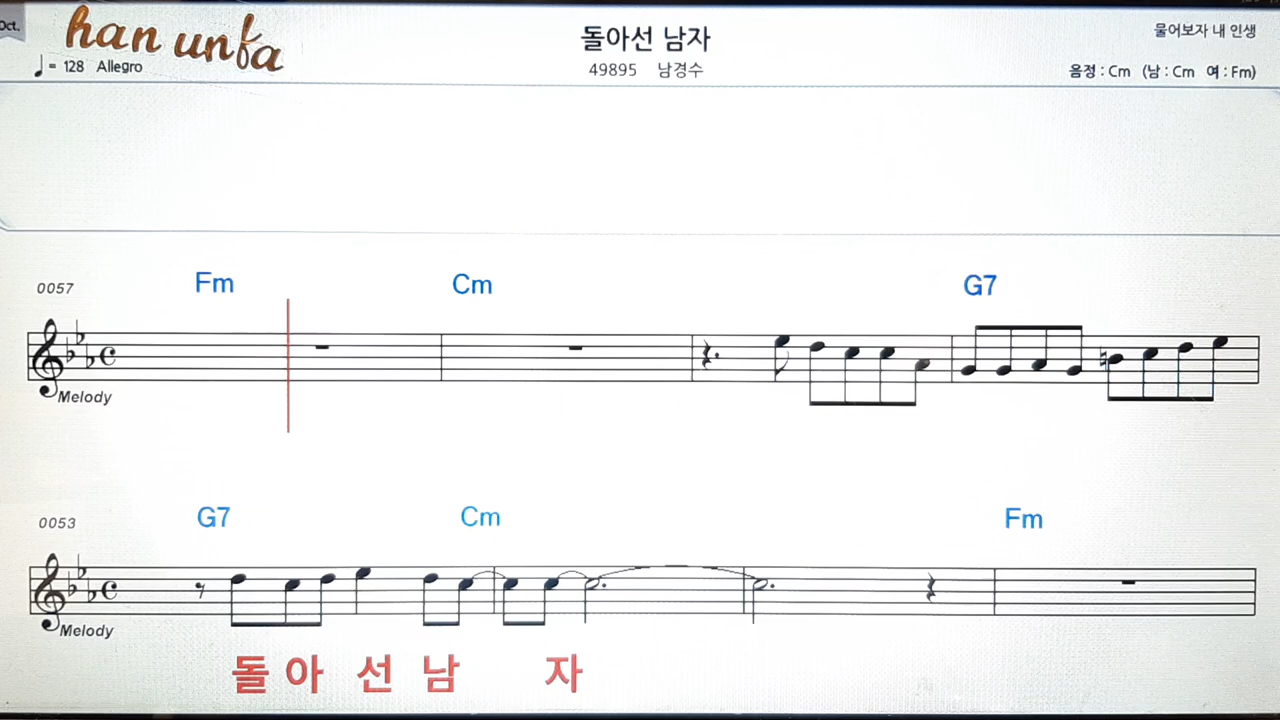 Oct.
han unfa
돌아선 남자
물어보자 내 인생
= 128 Allegro
49895 남경수
음정 : Cm (남 : Cm 여 : Fm)
0057 Fm Cm G7
Melody
0053 G7 Cm Fm
Melody
돌 아 선 남 자